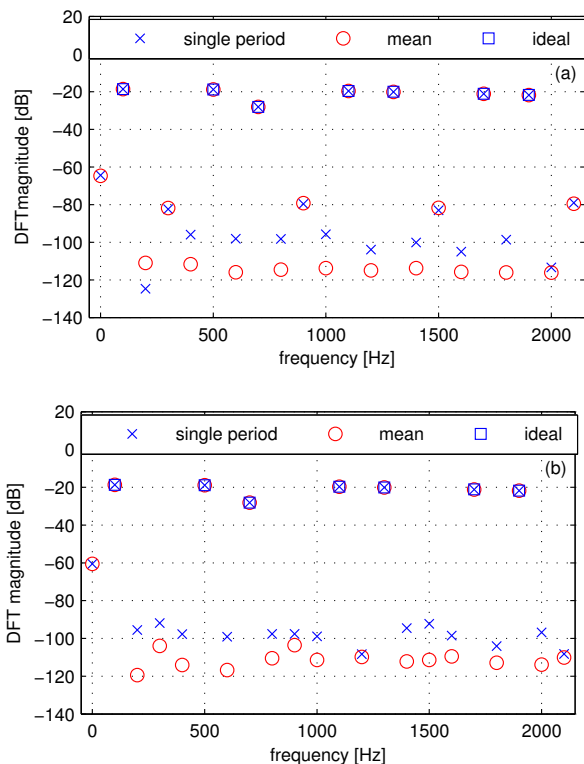 20
0
−20
−40
−60
−80
−100
−120
−140
DFTmagnitude [dB]
single period mean ideal
(a)
0 500 1000 1500 2000
frequency [Hz]
20
0
−20
−40
−60
−80
−100
−120
−140
DFT magnitude [dB]
single period mean ideal
(b)
0 500 1000 1500 2000
frequency [Hz]